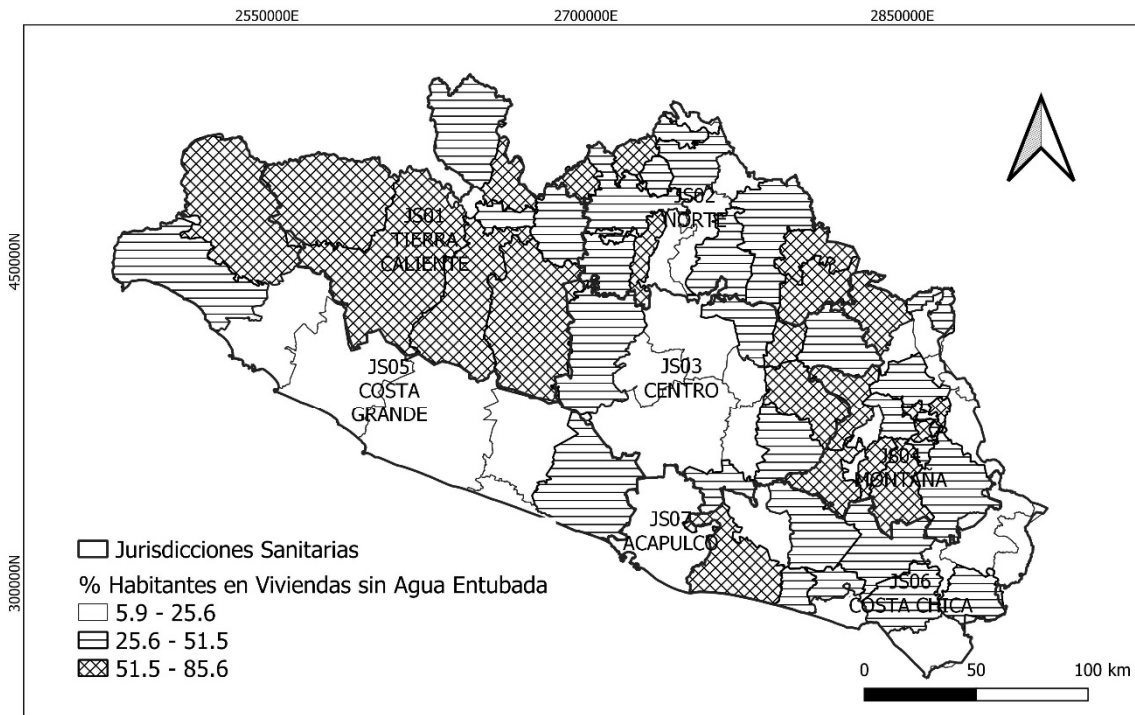 2550000E
2700000E
2850000E
4500000N
3000000N
JS01
TIERRA
CALIENTE
JS02
NORTE
JS05
COSTA
GRANDE
JS03
CENTRO
JS04
MONTAÑA
JS07
ACAPULCO
JS06
COSTA CHICA
Jurisdicciones Sanitarias
% Habitantes en Viviendas sin Agua Entubada
5.9 - 25.6
25.6 - 51.5
51.5 - 85.6
0 50 100 km